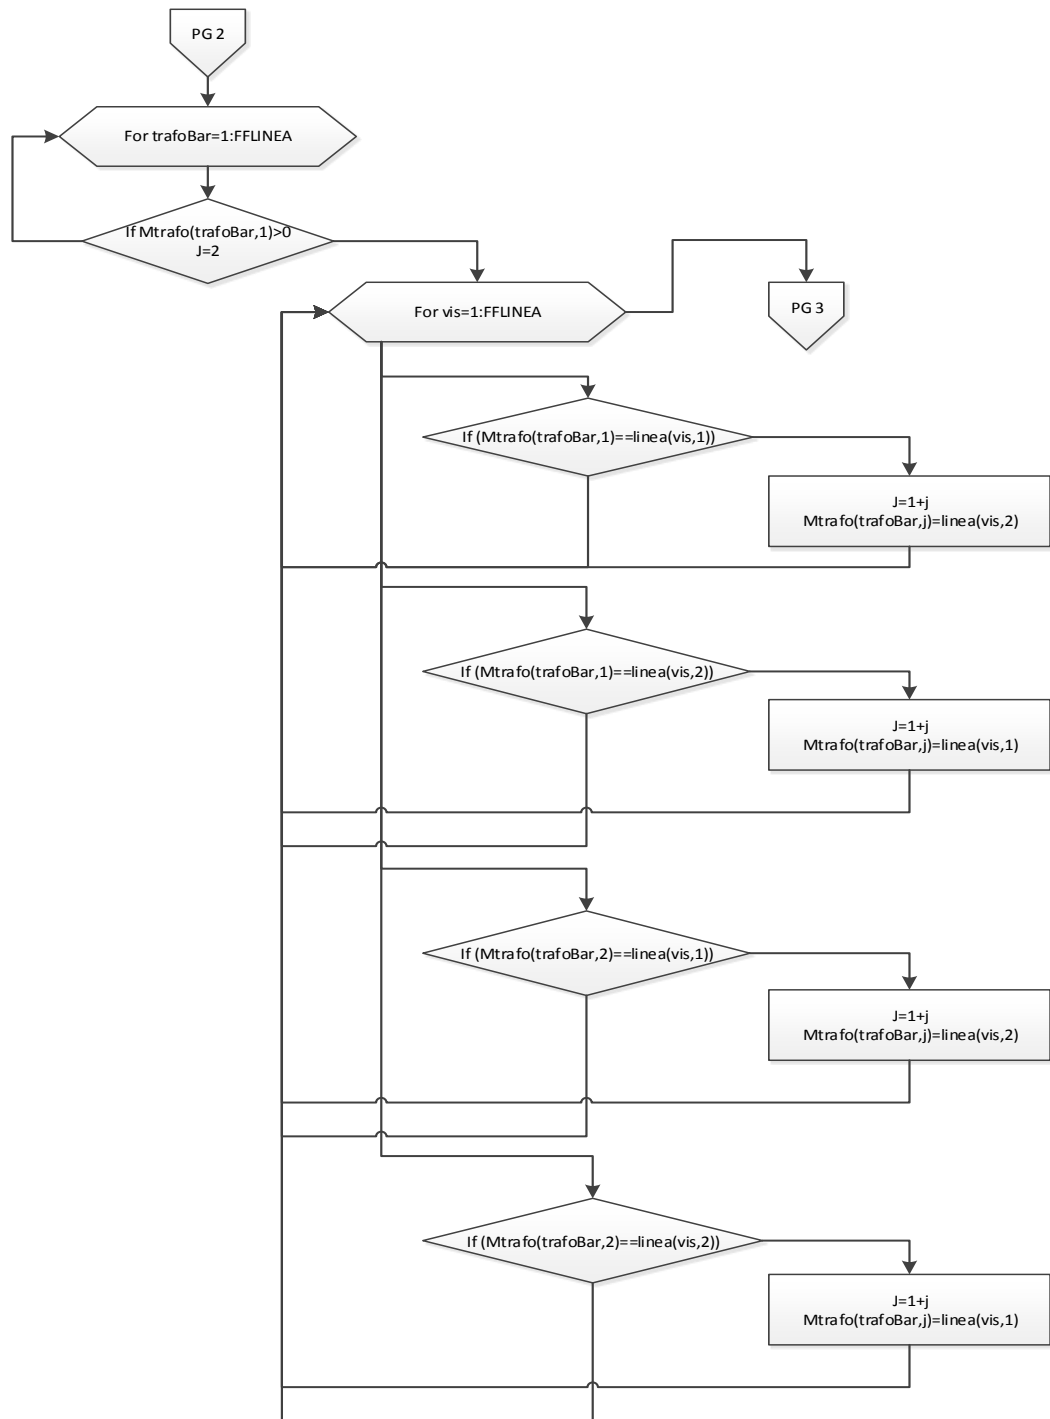 PG 2
For trafoBar=1:FFLINEA
If Mtrafo(trafoBar,1)>0
J=2
For vis=1:FFLINEA
PG 3
If (Mtrafo(trafoBar,1)==linea(vis,1))
J=1+j
Mtrafo(trafoBar,j)=linea(vis,2)
If (Mtrafo(trafoBar,1)==linea(vis,2))
J=1+j
Mtrafo(trafoBar,j)=linea(vis,1)
If (Mtrafo(trafoBar,2)==linea(vis,1))
J=1+j
Mtrafo(trafoBar,j)=linea(vis,2)
If (Mtrafo(trafoBar,2)==linea(vis,2))
J=1+j
Mtrafo(trafoBar,j)=linea(vis,1)